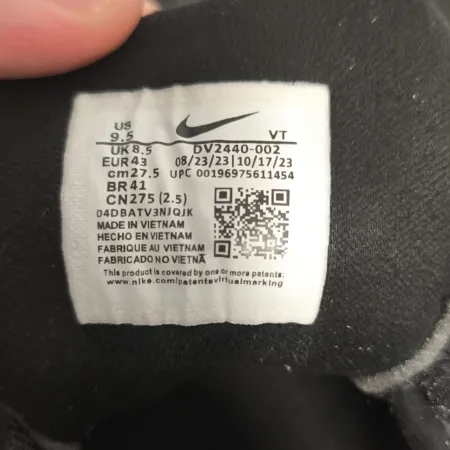 US
9.5 VT
UK 8.5 DV2440-002
EUR 43 08/23/23|10/17/23
cm 27.5 UPC 00196975611454
BR 41
CN 275 (2.5)
04DBATV3NJQJK
MADE IN VIETNAM
HECHO EN VIETNAM
FABRIQUE AU VIETNAM
FABRICADO NO VIETNÃ
This product is covered by one or more patents:
www.nike.com/patentsvirtualmarking